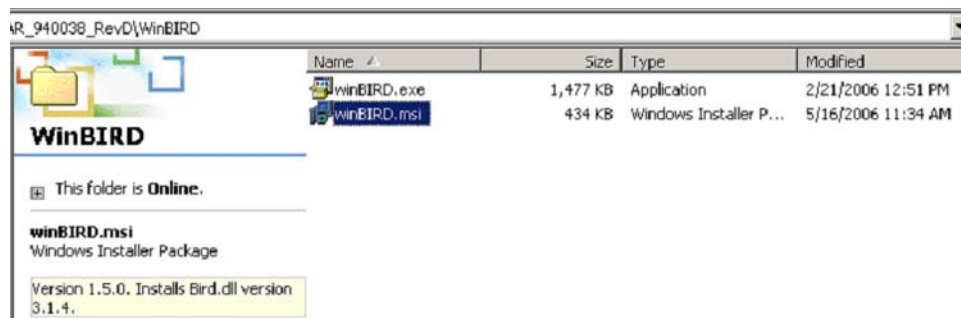 AR_940038_RevD\WinBIRD
Name Size Type Modified
winBIRD.exe 1,477 KB Application 2/21/2006 12:51 PM
winBIRD.msi 434 KB Windows Installer P... 5/16/2006 11:34 AM
WinBIRD
This folder is Online.
winBIRD.msi
Windows Installer Package
Version 1.5.0. Installs Bird.dll version
3.1.4.